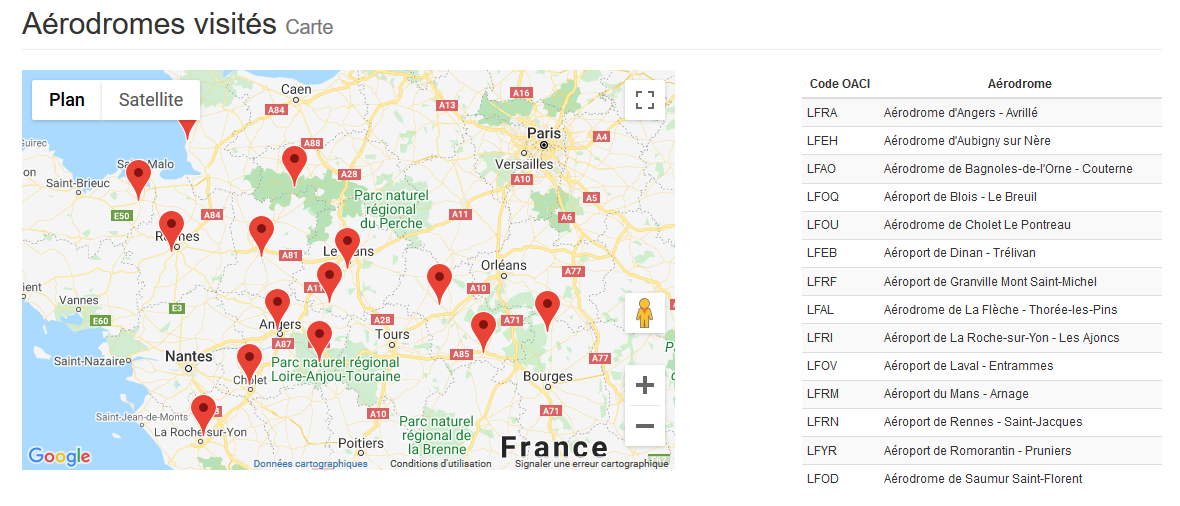 Aérodromes visités Carte
Plan
Satellite
Caen
A84
A13
A16
Paris
A4
A88
Versailles
Saint-Brieuc
A28
A10
Parc naturel
régional
du Perche
A5
E50
A84
A11
A6
A81
Orléans
A77
Vannes
E3
A10
E60
Angers
A28
A71
Tours
A87
A85
Saint-Nazaire
Nantes
Parc naturel régional
Loire-Anjou-Touraine
A77
Bourges
Cholet
Saint-Jean-de-Monts
A10
A71
La Roche-sur-Yon
Parc naturel
régional de
la Brenne
Poitiers
France
Google
Données cartographiques
Conditions d'utilisation
Signaler une erreur cartographique
Code OACI Aérodrome
LFRA Aérodrome d'Angers - Avrillé
LFEH Aérodrome d'Aubigny sur Nère
LFAO Aérodrome de Bagnoles-de-l'Orne - Couterne
LFOQ Aéroport de Blois - Le Breuil
LFOU Aérodrome de Cholet Le Pontreau
LFEB Aéroport de Dinan - Trélivan
LFRF Aéroport de Granville Mont Saint-Michel
LFAL Aérodrome de La Flèche - Thorée-les-Pins
LFRI Aéroport de La Roche-sur-Yon - Les Ajoncs
LFOV Aéroport de Laval - Entrammes
LFRM Aéroport du Mans - Arnage
LFRN Aéroport de Rennes - Saint-Jacques
LFYR Aéroport de Romorantin - Pruniers
LFOD Aérodrome de Saumur Saint-Florent